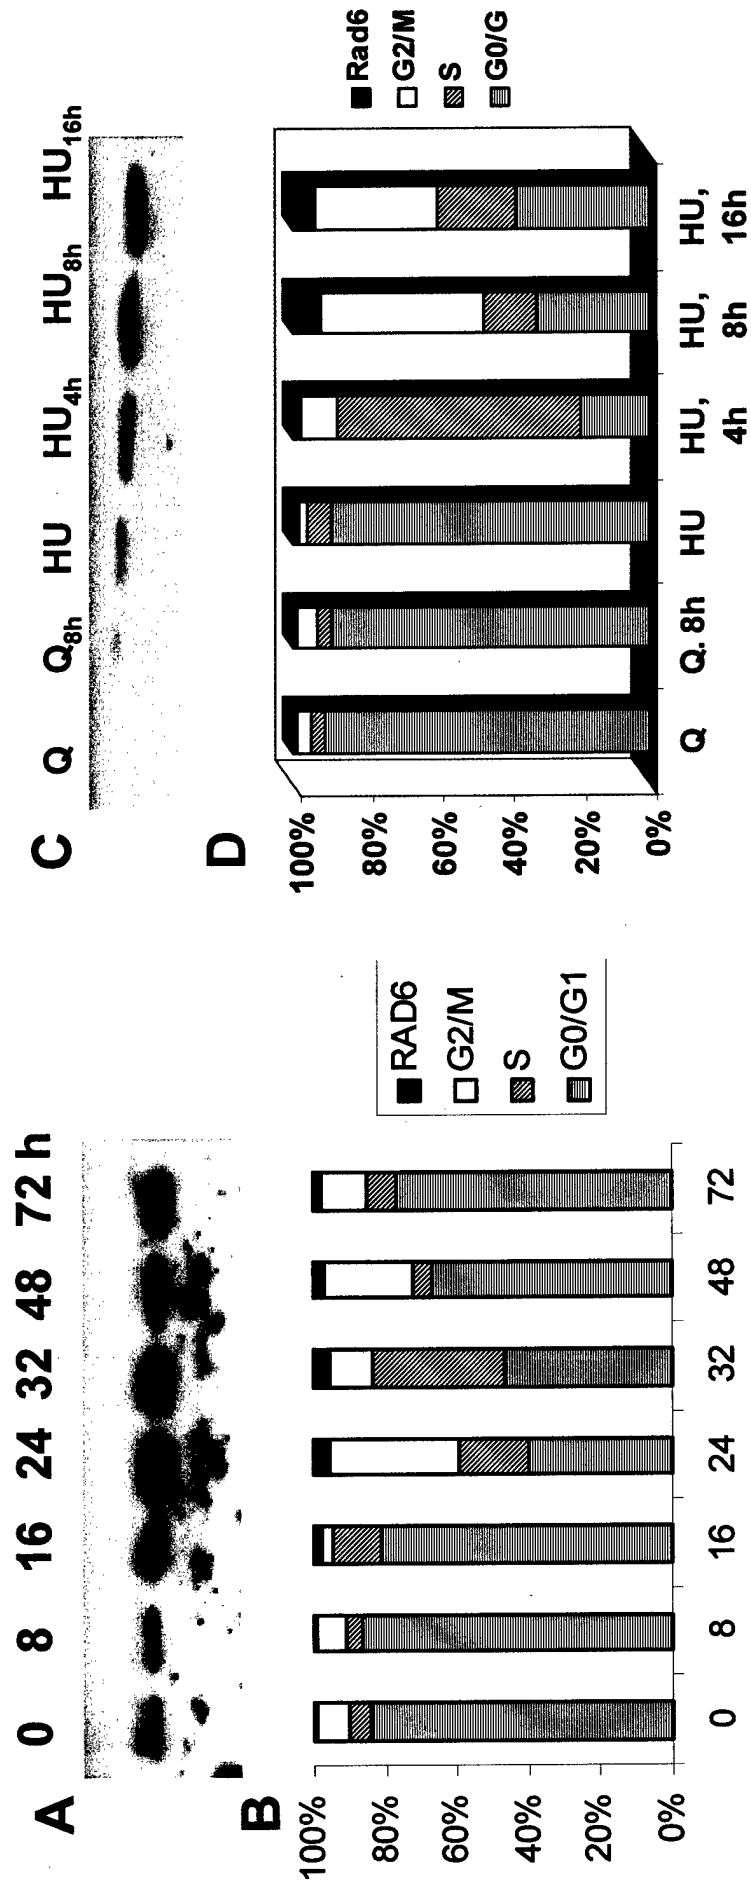 A
0 8 16 24 32 48 72 h
B
100%
80%
60%
40%
20%
0%
0 8 16 24 32 48 72
RAD6
G2/M
S
G0/G1
C
Q Q8h HU HU4h HU8h HU16h
D
100%
80%
60%
40%
20%
0%
Q Q. 8h HU HU, 4h HU, 8h HU, 16h
Rad6
G2/M
S
G0/G